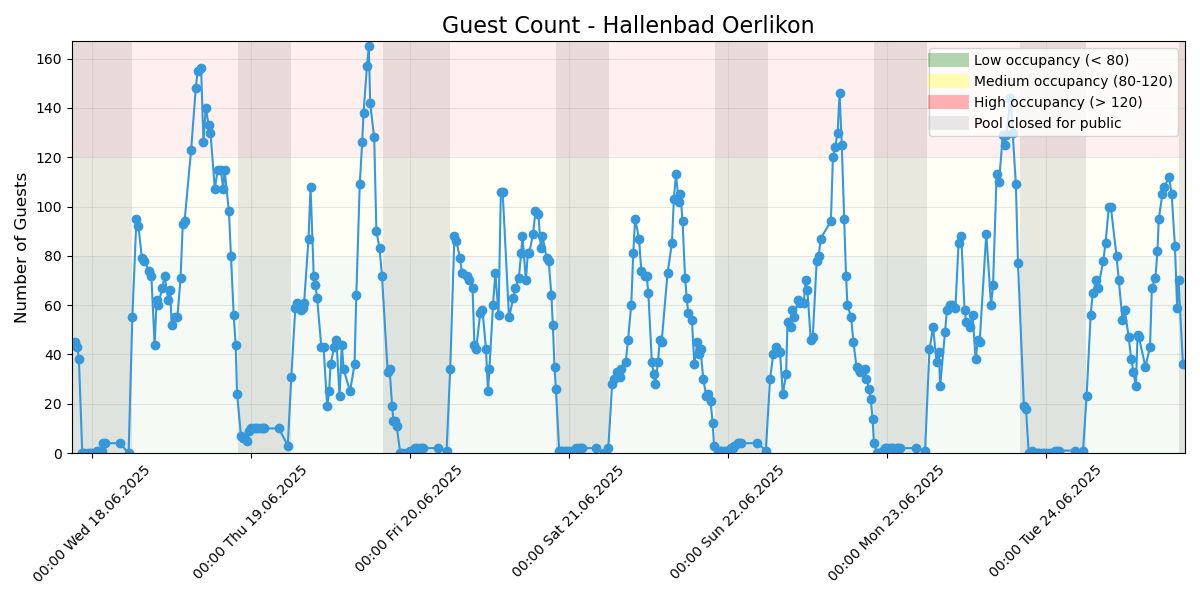 Guest Count - Hallenbad Oerlikon
Number of Guests
160
140
120
100
80
60
40
20
0
Low occupancy (< 80)
Medium occupancy (80-120)
High occupancy (> 120)
Pool closed for public
00:00 Wed 18.06.2025
00:00 Thu 19.06.2025
00:00 Fri 20.06.2025
00:00 Sat 21.06.2025
00:00 Sun 22.06.2025
00:00 Mon 23.06.2025
00:00 Tue 24.06.2025